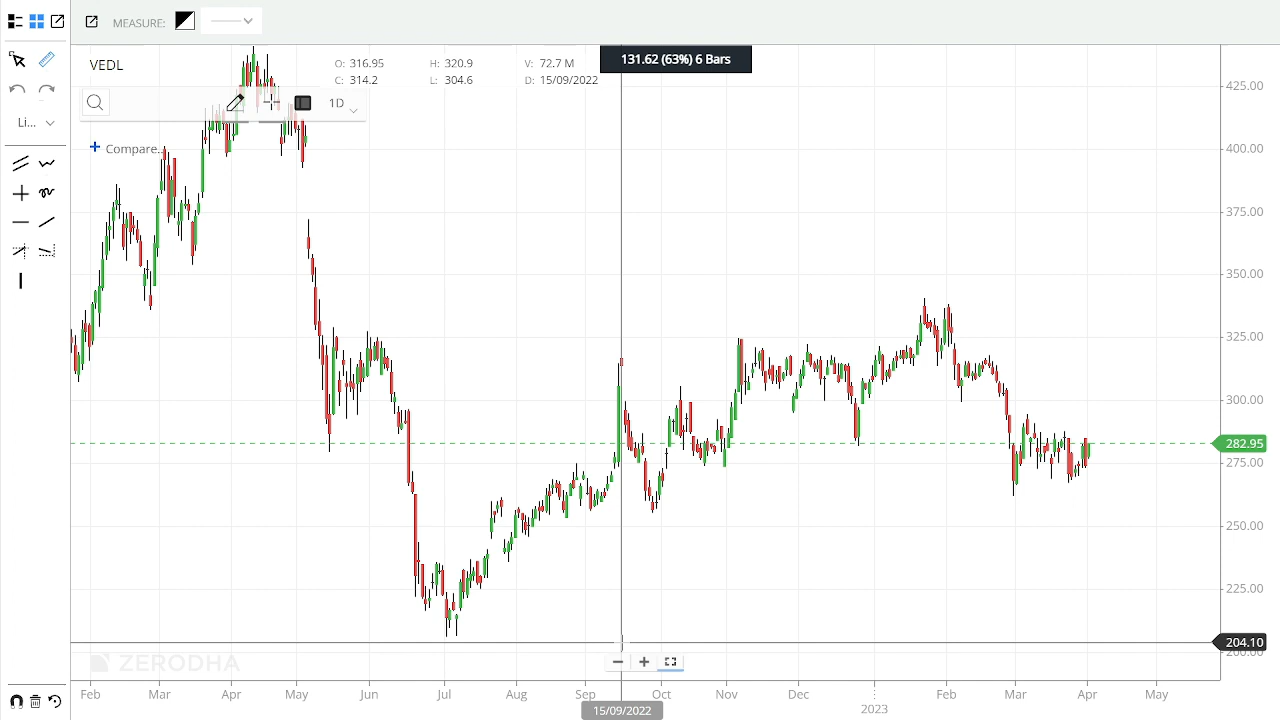 MEASURE:
131.62 (63%) 6 Bars
VEDL
O: 316.95 H: 320.9 V: 72.7 M
C: 314.2 L: 304.6 D: 15/09/2022
1D
Li...
Compare..
425.00
400.00
375.00
350.00
325.00
300.00
282.95
275.00
250.00
225.00
204.10
200.00
ZERODHA
Feb Mar Apr May Jun Jul Aug Sep Oct Nov Dec Feb Mar Apr May
15/09/2022 2023